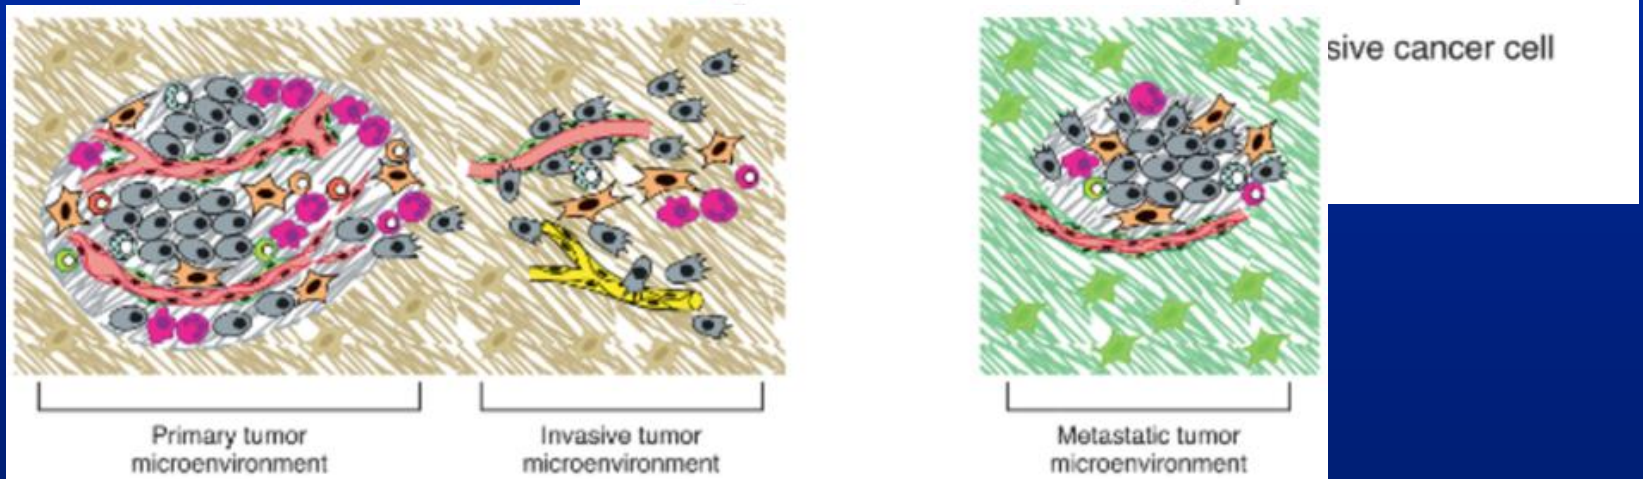 sive cancer cell
Primary tumor
microenvironment
Invasive tumor
microenvironment
Metastatic tumor
microenvironment